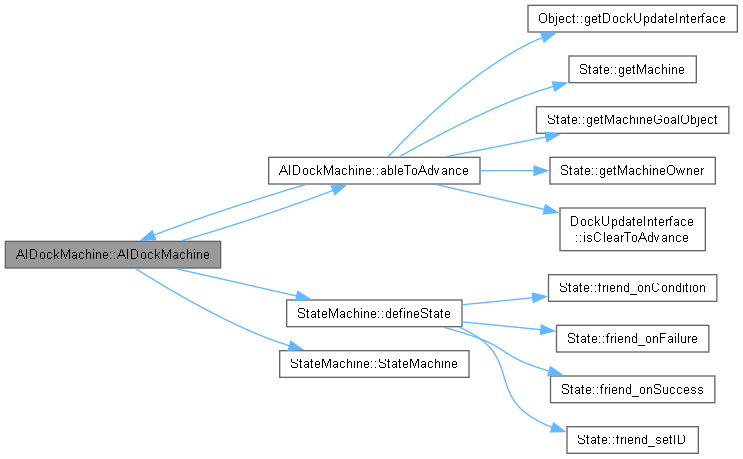 Object::getDockUpdateInterface
State::getMachine
State::getMachineGoalObject
AIDockMachine::ableToAdvance
State::getMachineOwner
DockUpdateInterface
::isClearToAdvance
AIDockMachine::AIDockMachine
StateMachine::defineState
State::friend_onCondition
State::friend_onFailure
StateMachine::StateMachine
State::friend_onSuccess
State::friend_setID